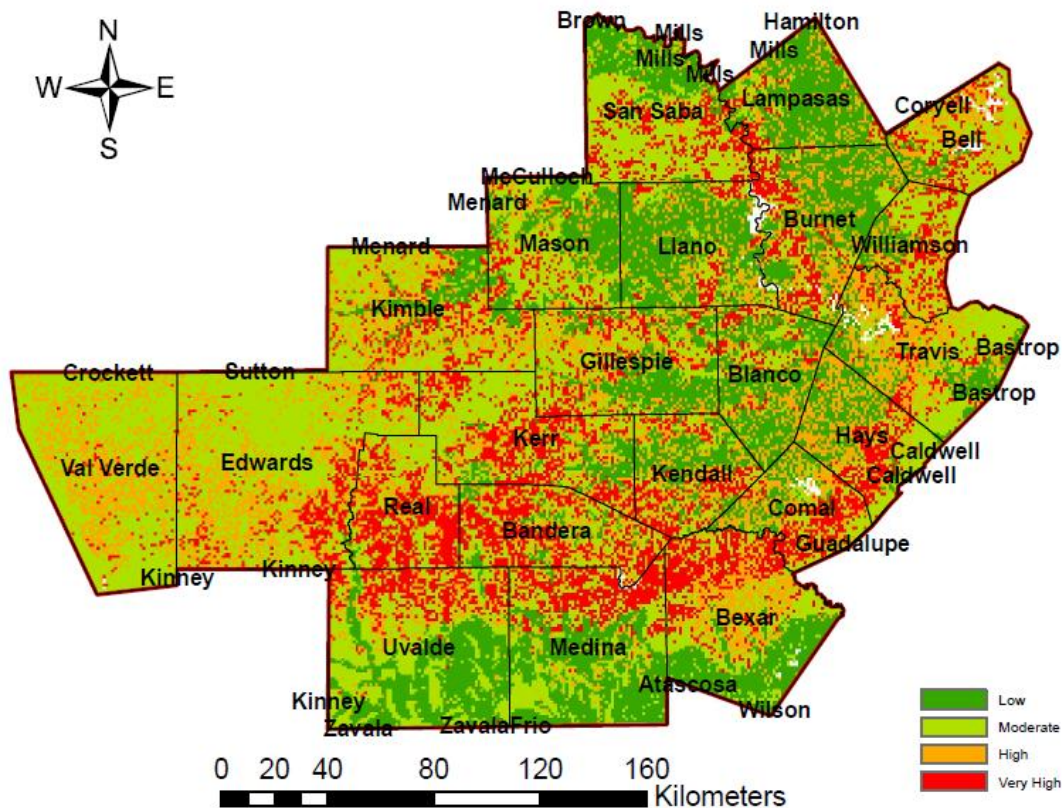 Brown
Mills
Hamilton
N
Mills
Mills
Mills
W
E
Lampasas
San Saba
Coryell
Bell
S
McCulloch
Menard
Burnet
Menard
Mason
Llano
Williamson
Kimble
Bastrop
Travis
Gillespie
Crockett
Sutton
Blanco
Bastrop
Kerr
Hays
Caldwell
Val Verde
Edwards
Kendall
Caldwell
Real
Comal
Bandera
Guadalupe
Kinney
Kinney
Bexar
Uvalde
Medina
Atascosa
Kinney
Wilson
Zavala
Zavala
Frio
Low
Moderate
High
Very High
0 20 40 80 120 160
Kilometers